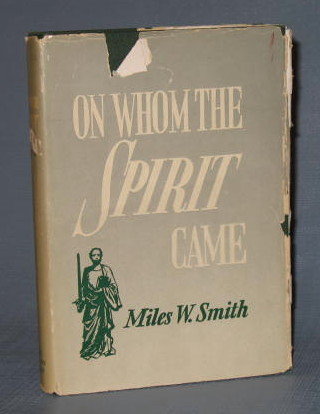 ON WHOM THE
SPIRIT
CAME
Miles W. Smith